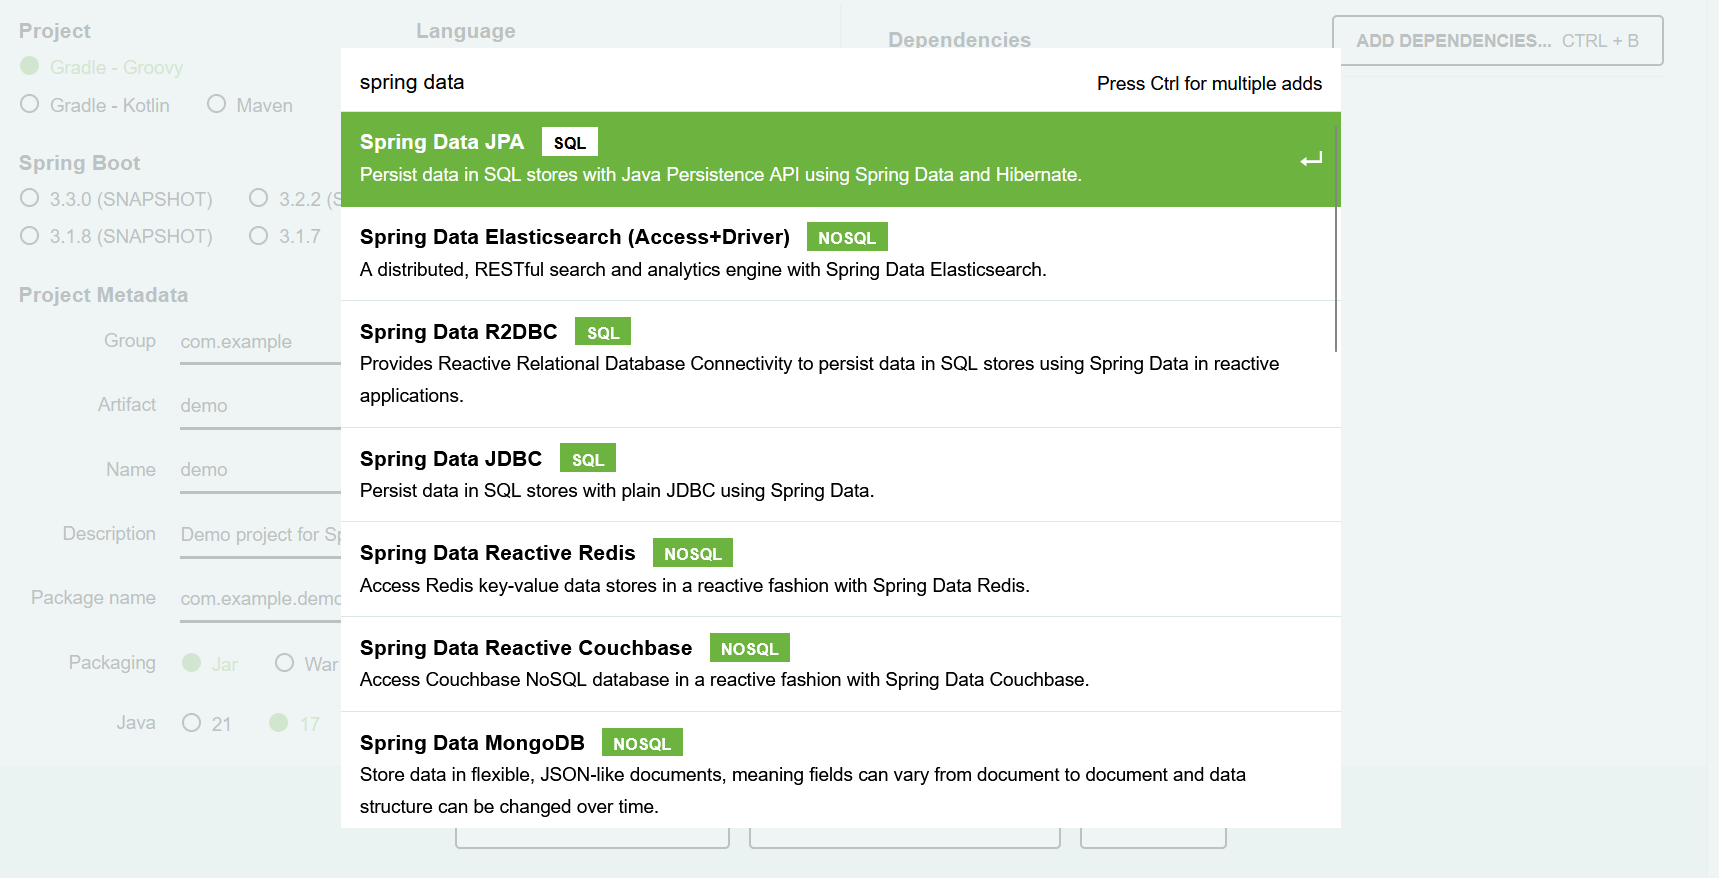 Project
Language
Dependencies
ADD DEPENDENCIES... CTRL + B
Gradle - Groovy
Gradle - Kotlin
Maven
Spring Boot
3.3.0 (SNAPSHOT)
3.2.2 (S
3.1.8 (SNAPSHOT)
3.1.7
Project Metadata
Group
com.example
Artifact
demo
Name
demo
Description
Demo project for Sp
Package name
com.example.demo
Packaging
Jar
War
Java
21
17
spring data
Press Ctrl for multiple adds
Spring Data JPA
SQL
Persist data in SQL stores with Java Persistence API using Spring Data and Hibernate.
Spring Data Elasticsearch (Access+Driver)
NOSQL
A distributed, RESTful search and analytics engine with Spring Data Elasticsearch.
Spring Data R2DBC
SQL
Provides Reactive Relational Database Connectivity to persist data in SQL stores using Spring Data in reactive
applications.
Spring Data JDBC
SQL
Persist data in SQL stores with plain JDBC using Spring Data.
Spring Data Reactive Redis
NOSQL
Access Redis key-value data stores in a reactive fashion with Spring Data Redis.
Spring Data Reactive Couchbase
NOSQL
Access Couchbase NoSQL database in a reactive fashion with Spring Data Couchbase.
Spring Data MongoDB
NOSQL
Store data in flexible, JSON-like documents, meaning fields can vary from document to document and data
structure can be changed over time.